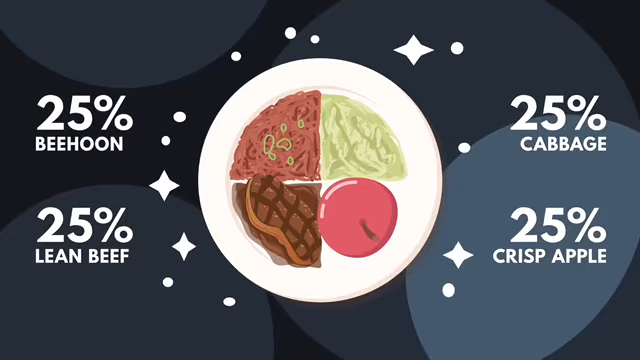 25%
BEEHOON
25%
CABBAGE
25%
LEAN BEEF
25%
CRISP APPLE